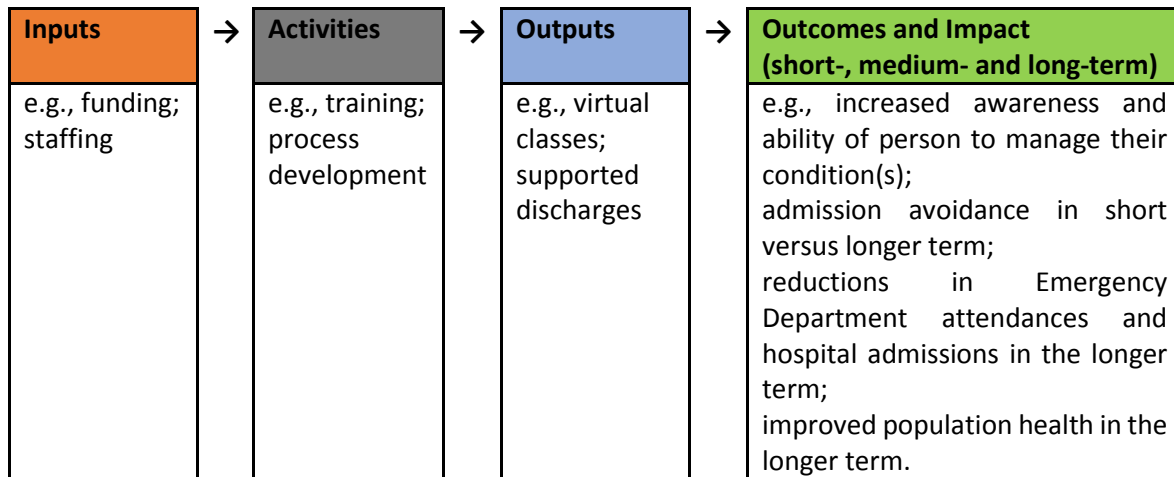 Inputs
→
Activities
→
Outputs
→
Outcomes and Impact
(short-, medium- and long-term)
e.g., funding;
staffing
e.g., training;
process
development
e.g., virtual
classes;
supported
discharges
e.g., increased awareness and
ability of person to manage their
condition(s);
admission avoidance in short
versus longer term;
reductions in Emergency
Department attendances and
hospital admissions in the longer
term;
improved population health in the
longer term.